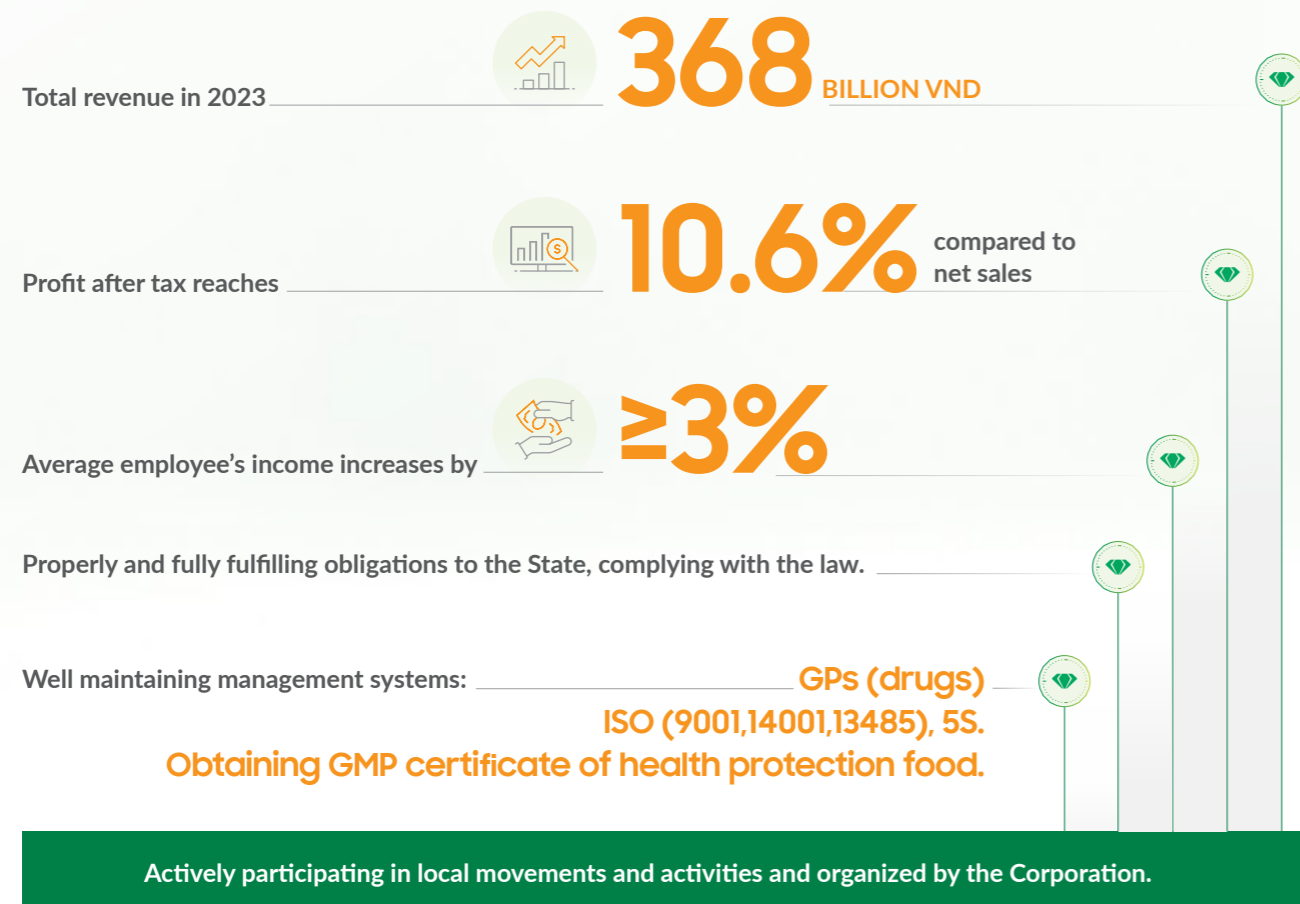 Total revenue in 2023 368 BILLION VND
Profit after tax reaches 10.6% compared to
net sales
Average employee's income increases by ≥3%
Properly and fully fulfilling obligations to the State, complying with the law.
Well maintaining management systems: GPs (drugs)
ISO (9001,14001,13485), 5S.
Obtaining GMP certificate of health protection food.
Actively participating in local movements and activities and organized by the Corporation.